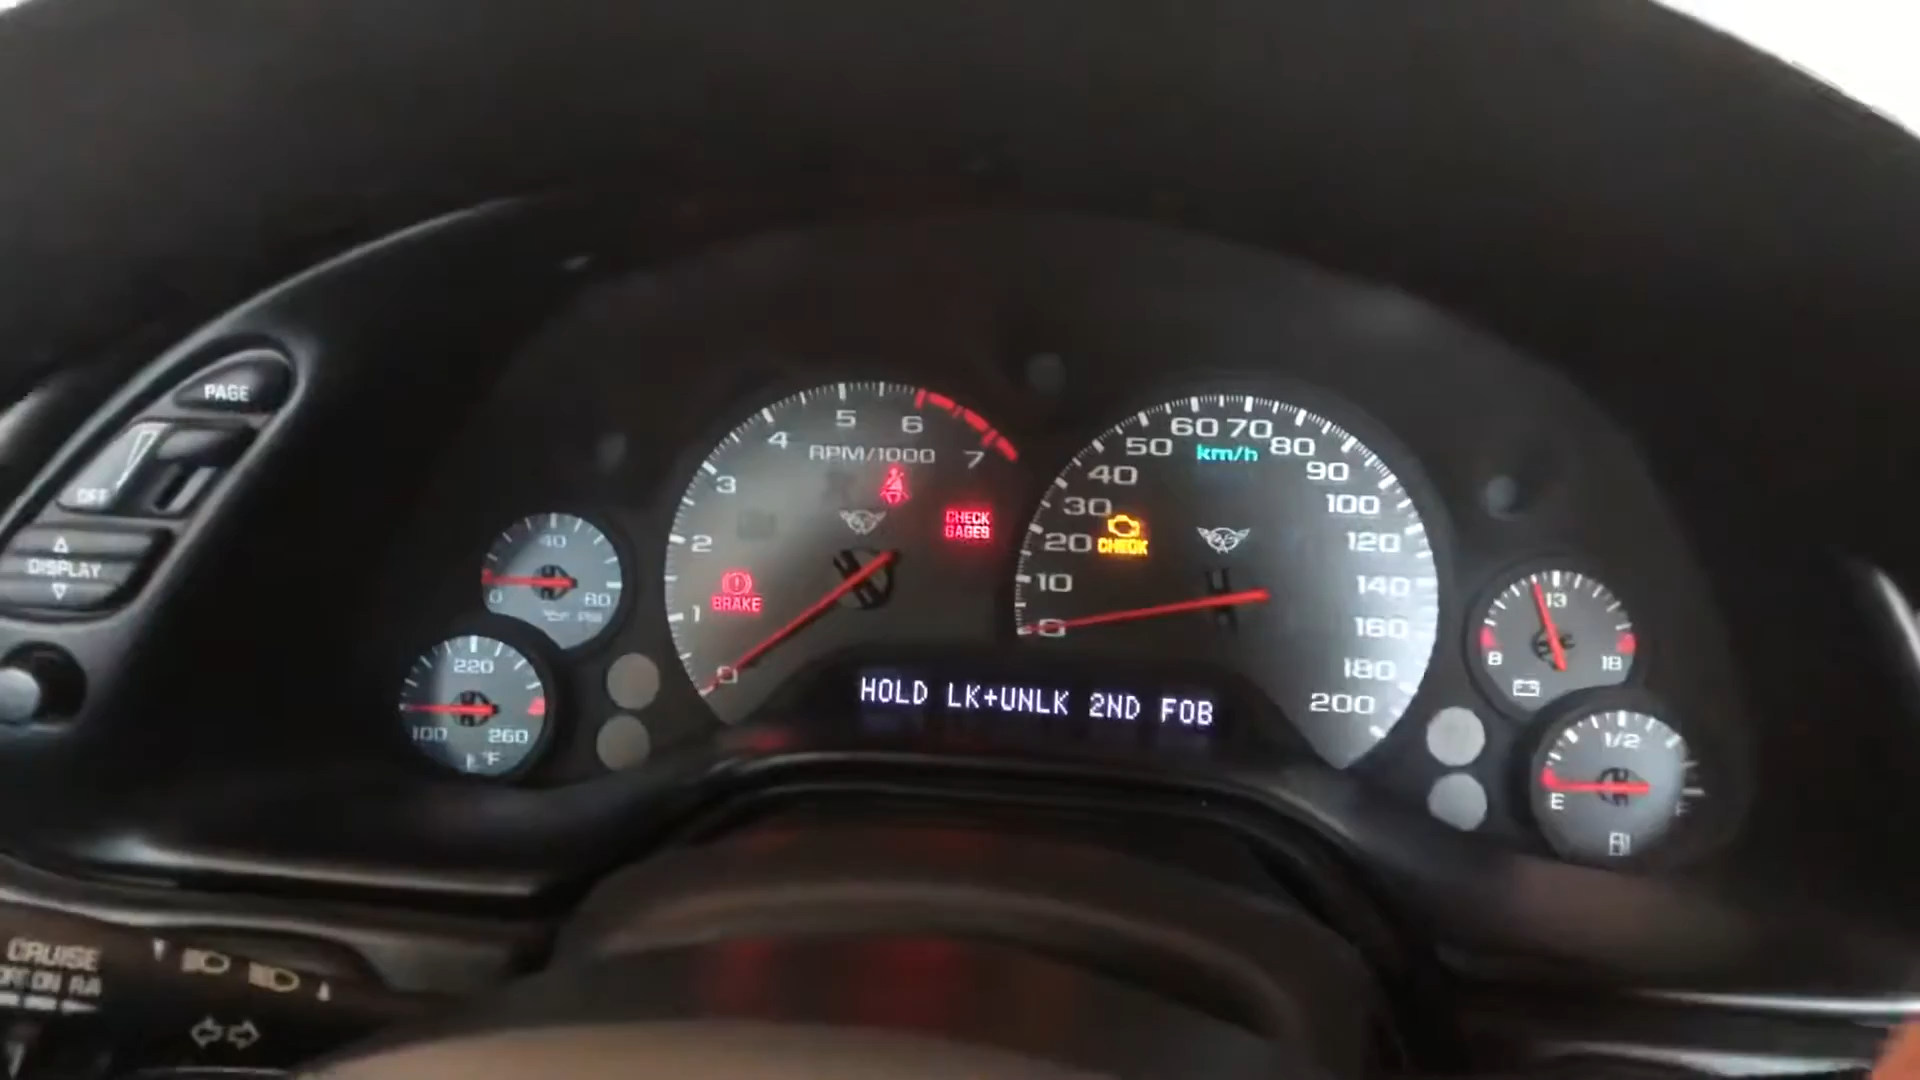 PAGE
OFF
DISPLAY
40
0
80
220
100
260
°F
0
1
2
3
4
5
6
7
RPM/1000
CHECK
GAGES
BRAKE
10
20
30
40
50
60
70
80
90
100
120
140
160
180
200
km/h
CHECK
HOLD LK+UNLK 2ND FOB
13
8
18
1/2
E
F
CRUISE
ON